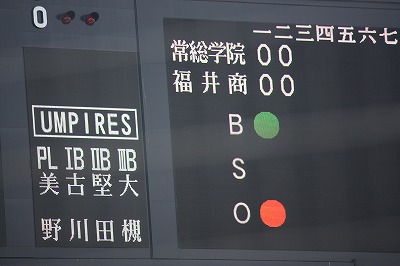 0
一二三四五六七
常総学院 0 0
福井商 0 0
UMPIRES
PL IB IIB IIIB
美 古 堅 大
野 川 田 槻
B
S
O